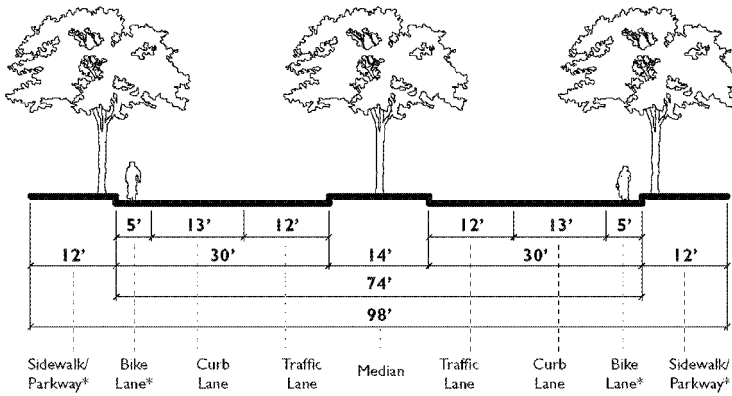 5' 13' 12' 12' 13' 5'
12' 30' 14' 30' 12'
74'
98'
Sidewalk/ Bike Curb Traffic Median Traffic Curb Bike Sidewalk/
Parkway* Lane* Lane Lane Lane Lane Lane* Parkway*